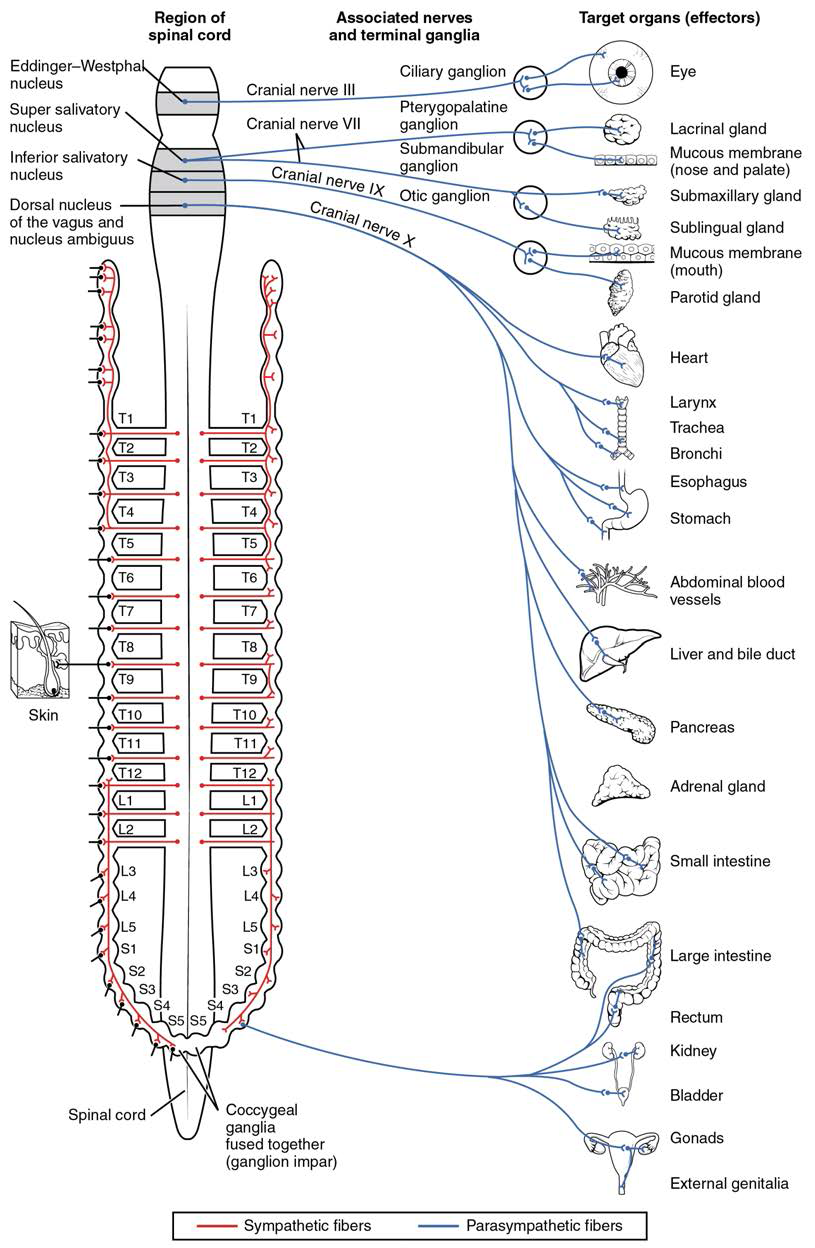 Region of
spinal cord
Associated nerves
and terminal ganglia
Target organs (effectors)
Eddinger–Westphal
nucleus
Super salivatory
nucleus
Inferior salivatory
nucleus
Dorsal nucleus
of the vagus and
nucleus ambiguus
Cranial nerve III
Cranial nerve VII
Cranial nerve IX
Cranial nerve X
Ciliary ganglion
Pterygopalatine
ganglion
Submandibular
ganglion
Otic ganglion
Eye
Lacrinal gland
Mucous membrane
(nose and palate)
Submaxillary gland
Sublingual gland
Mucous membrane
(mouth)
Parotid gland
Heart
Larynx
Trachea
Bronchi
Esophagus
Stomach
Abdominal blood
vessels
Liver and bile duct
Pancreas
Adrenal gland
Small intestine
Large intestine
Rectum
Kidney
Bladder
Gonads
External genitalia
T1 T1
T2 T2
T3 T3
T4 T4
T5 T5
T6 T6
T7 T7
T8 T8
T9 T9
T10 T10
T11 T11
T12 T12
L1 L1
L2 L2
L3 L3
L4 L4
L5 L5
S1 S1
S2 S2
S3 S3
S4 S4
S5 S5
Skin
Spinal cord
Coccygeal
ganglia
fused together
(ganglion impar)
Sympathetic fibers
Parasympathetic fibers